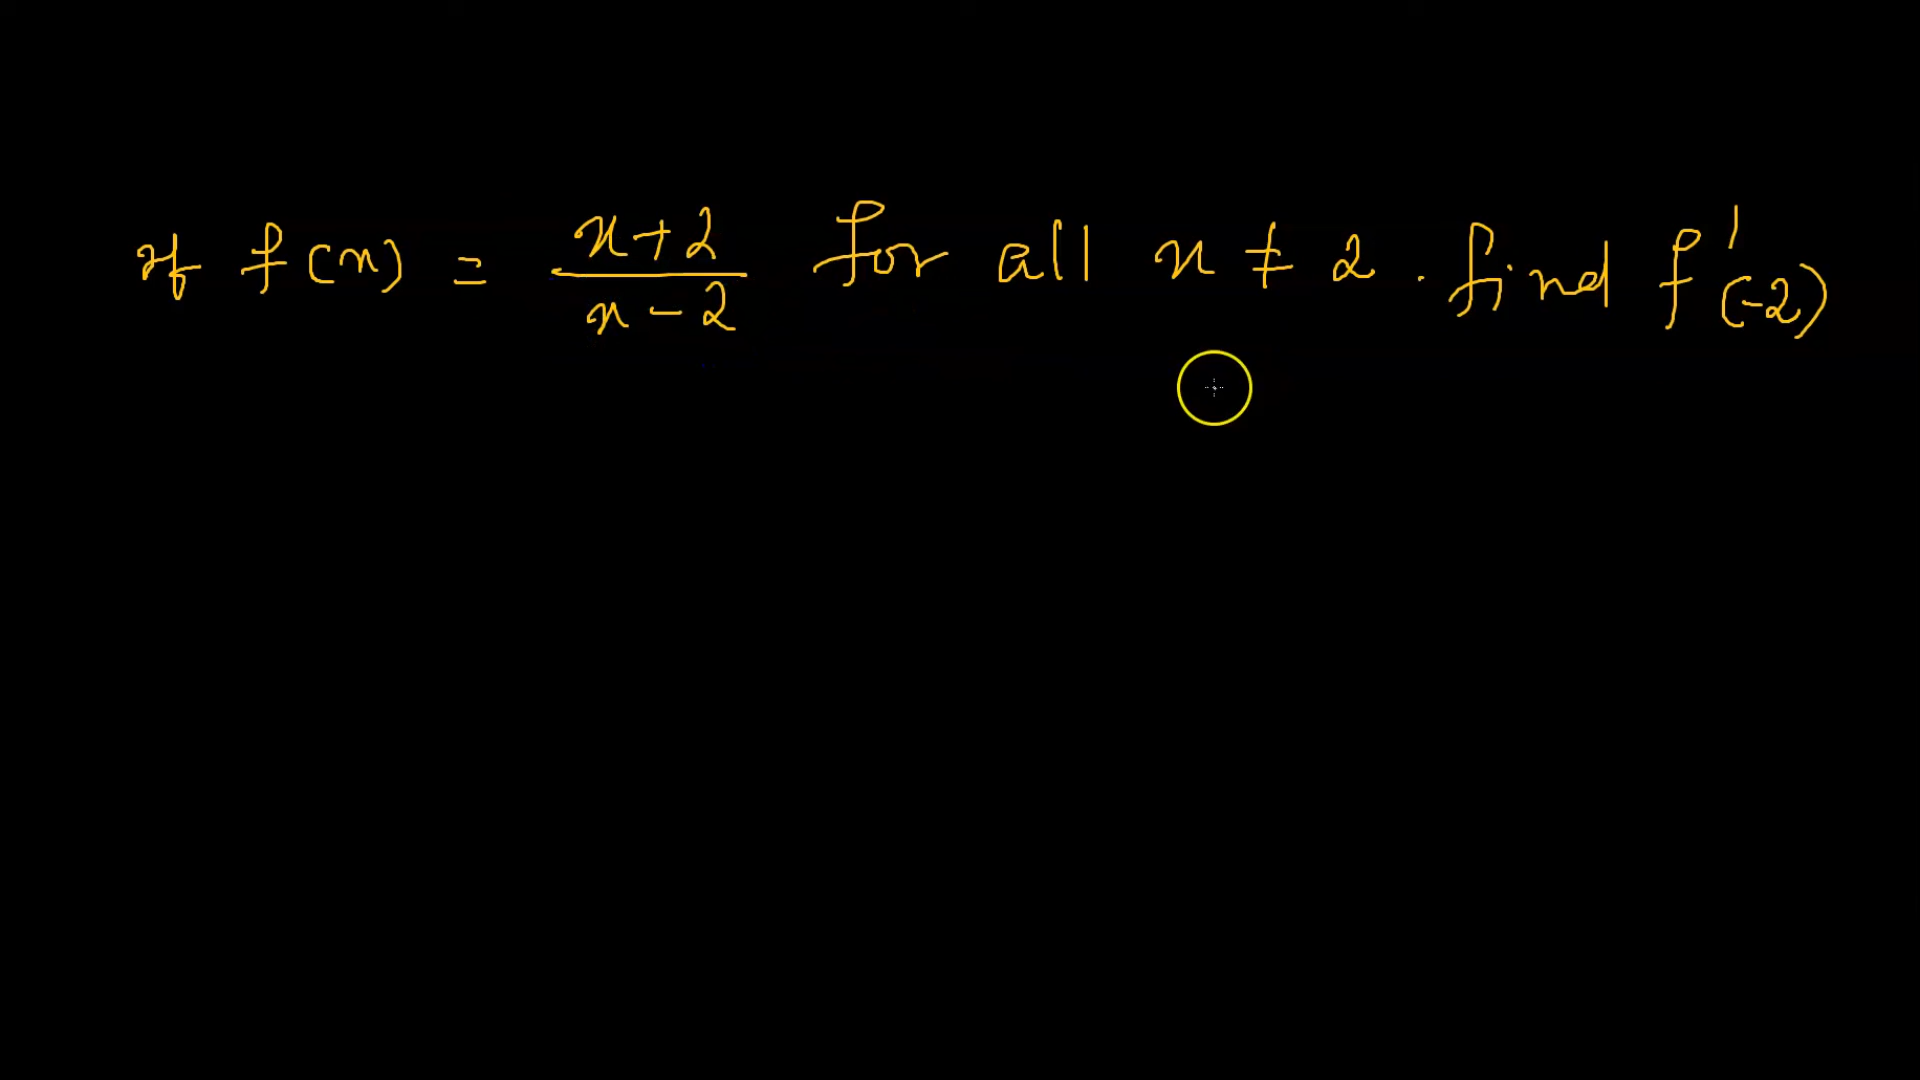 If f(x) = x+2 / x-2 for all x ≠ 2. find f'(-2)